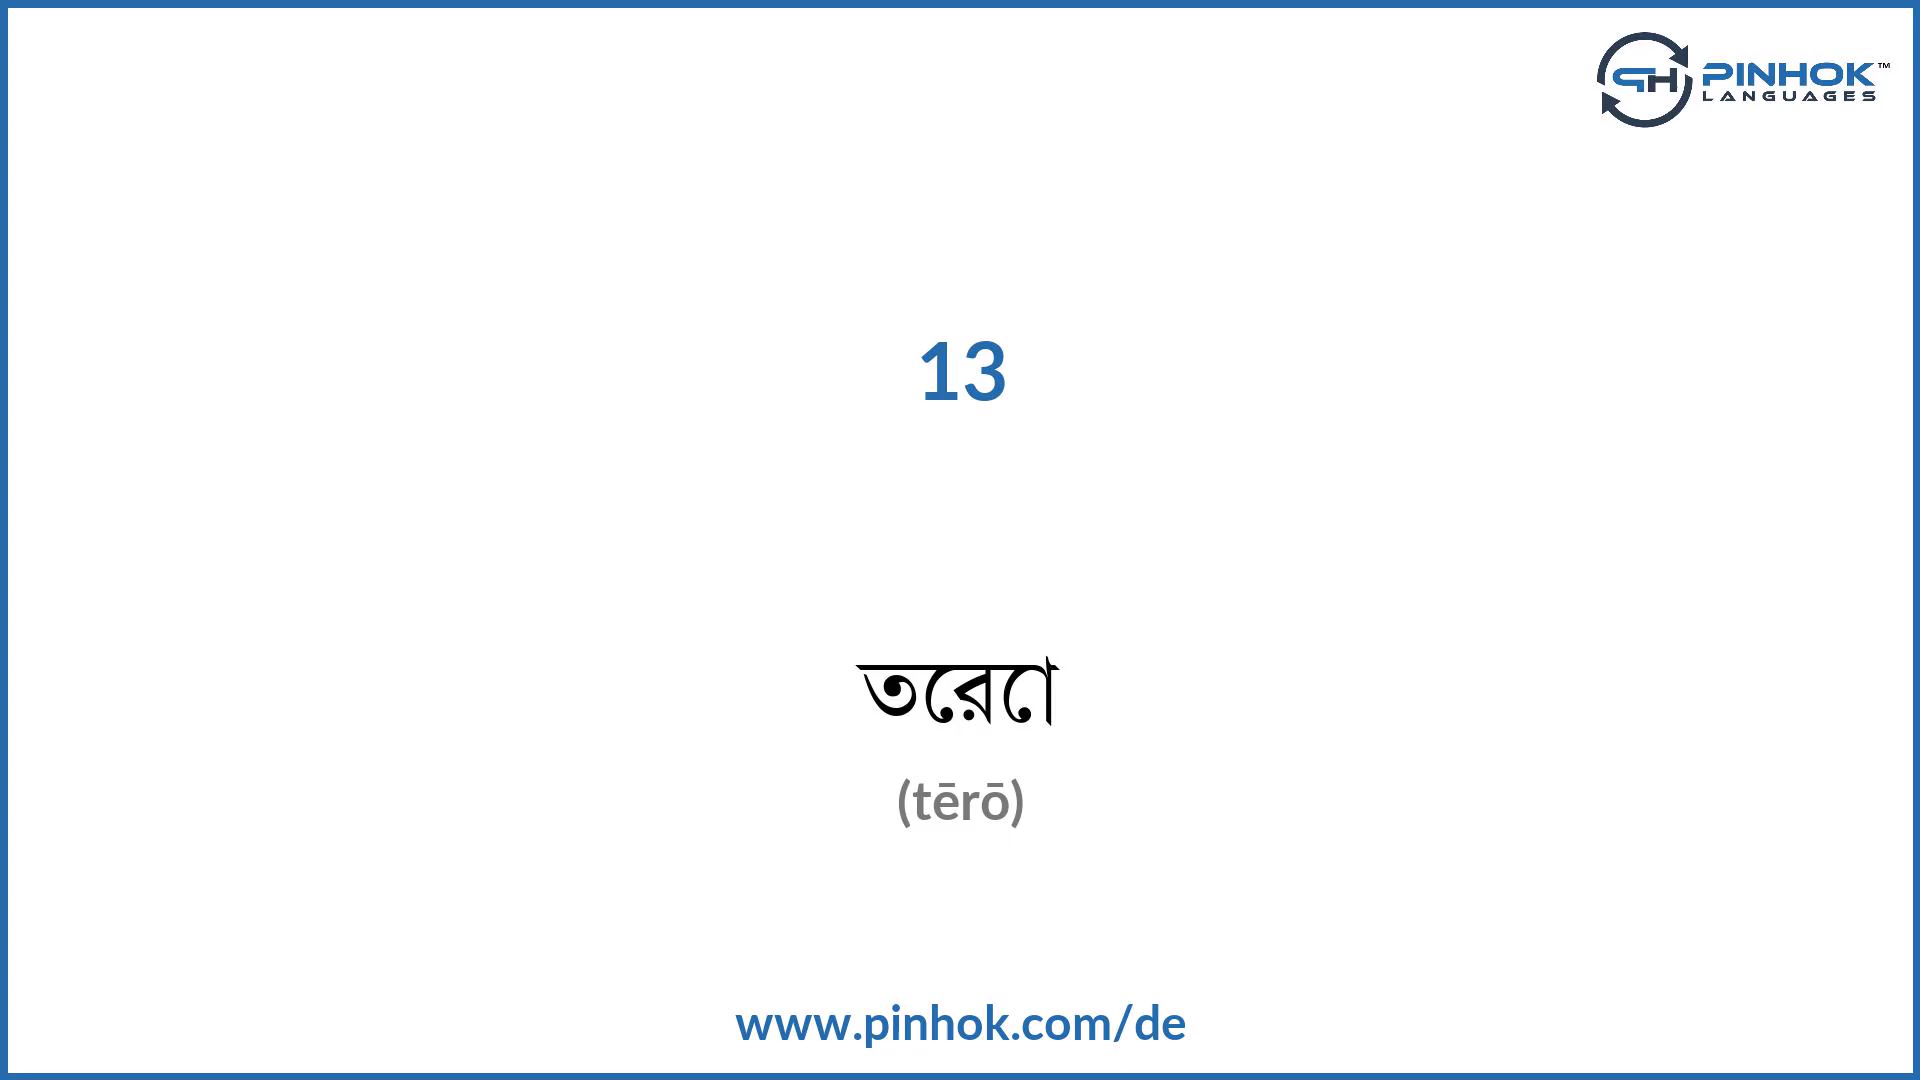 PINHOK™
LANGUAGES
13
তেরো
(tērō)
www.pinhok.com/de